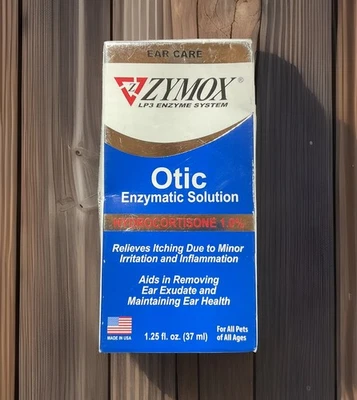 EAR CARE
Z ZYMOX®
LP3 ENZYME SYSTEM
Otic
Enzymatic Solution
HYDROCORTISONE 1.0%
Relieves Itching Due to Minor
Irritation and Inflammation
Aids in Removing
Ear Exudate and
Maintaining Ear Health
MADE IN USA
1.25 fl. oz. (37 ml)
For All Pets
of All Ages